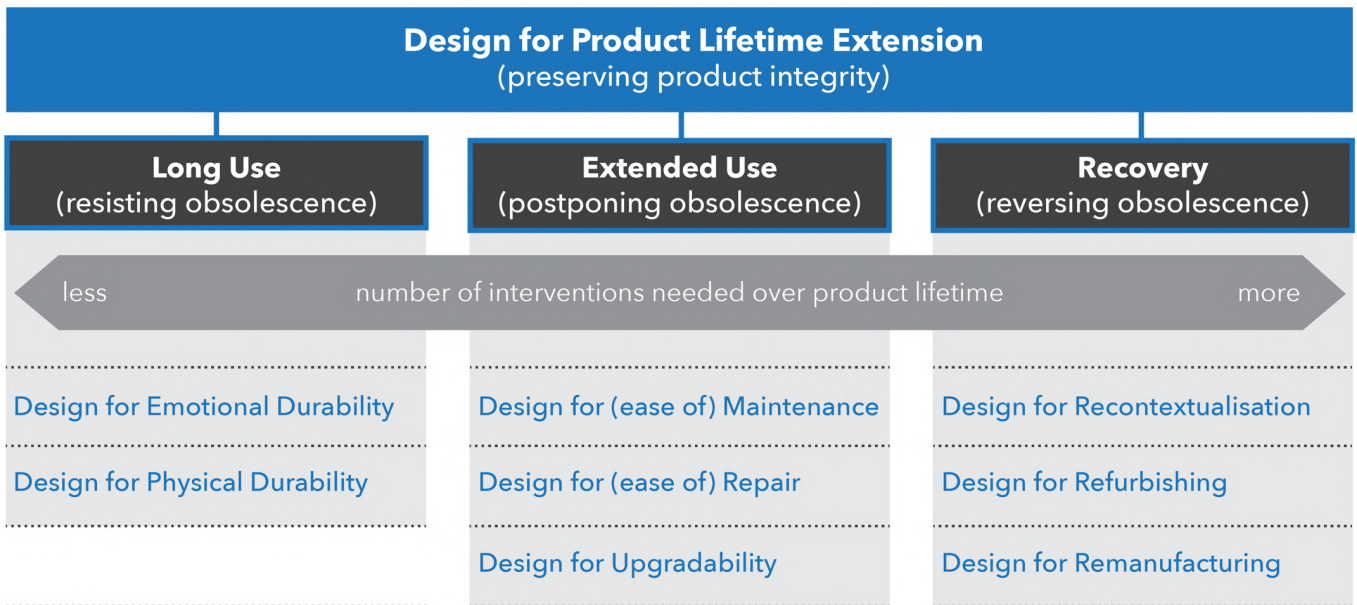 Design for Product Lifetime Extension
(preserving product integrity)
Long Use
(resisting obsolescence)
Extended Use
(postponing obsolescence)
Recovery
(reversing obsolescence)
less
number of interventions needed over product lifetime
more
Design for Emotional Durability
Design for (ease of) Maintenance
Design for Recontextualisation
Design for Physical Durability
Design for (ease of) Repair
Design for Refurbishing
Design for Upgradability
Design for Remanufacturing